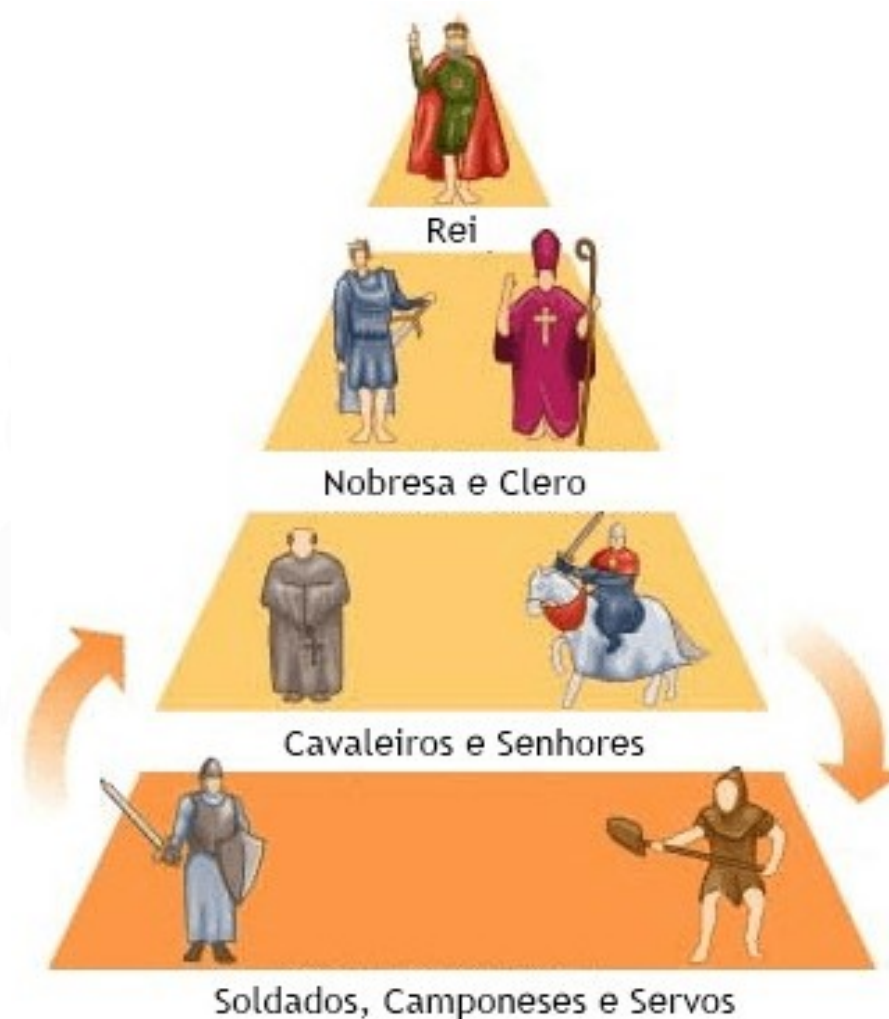 Rei
Nobresa e Clero
Cavaleiros e Senhores
Soldados, Camponeses e Servos